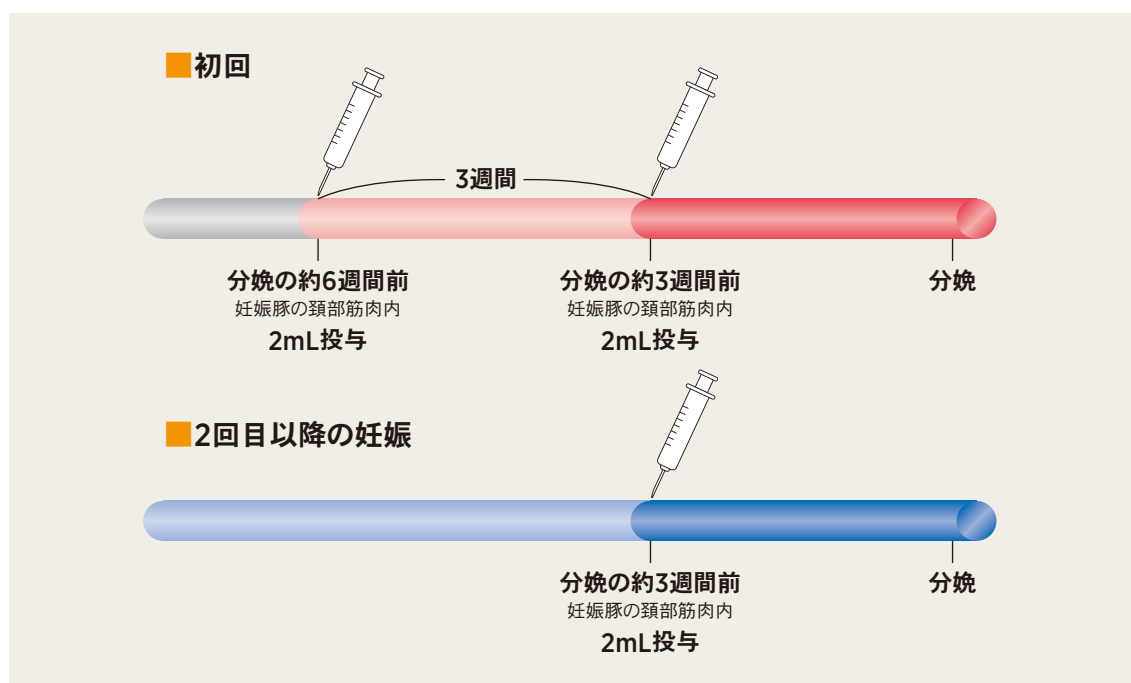 ■初回
3週間
分娩の約6週間前
妊娠豚の頚部筋肉内
2mL投与
分娩の約3週間前
妊娠豚の頚部筋肉内
2mL投与
分娩
■2回目以降の妊娠
分娩の約3週間前
妊娠豚の頚部筋肉内
2mL投与
分娩